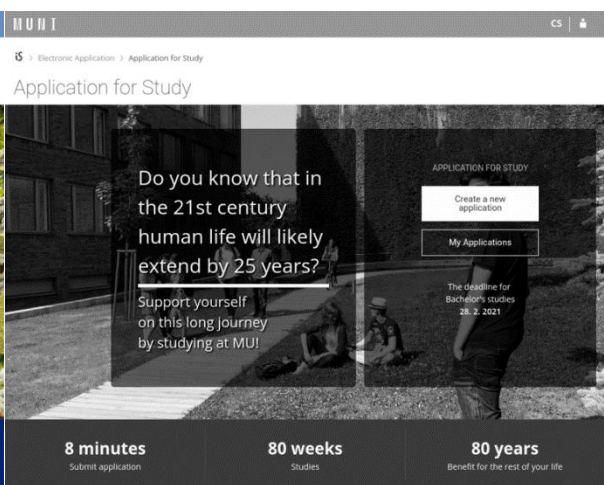 MUNI
CS
is > Electronic Application > Application for Study
Application for Study
Do you know that in
the 21st century
human life will likely
extend by 25 years?
Support yourself
on this long journey
by studying at MU!
APPLICATION FOR STUDY
Create a new
application
My Applications
The deadline for
Bachelor's studies
28. 2. 2021
8 minutes
Submit application
80 weeks
Studies
80 years
Benefit for the rest of your life